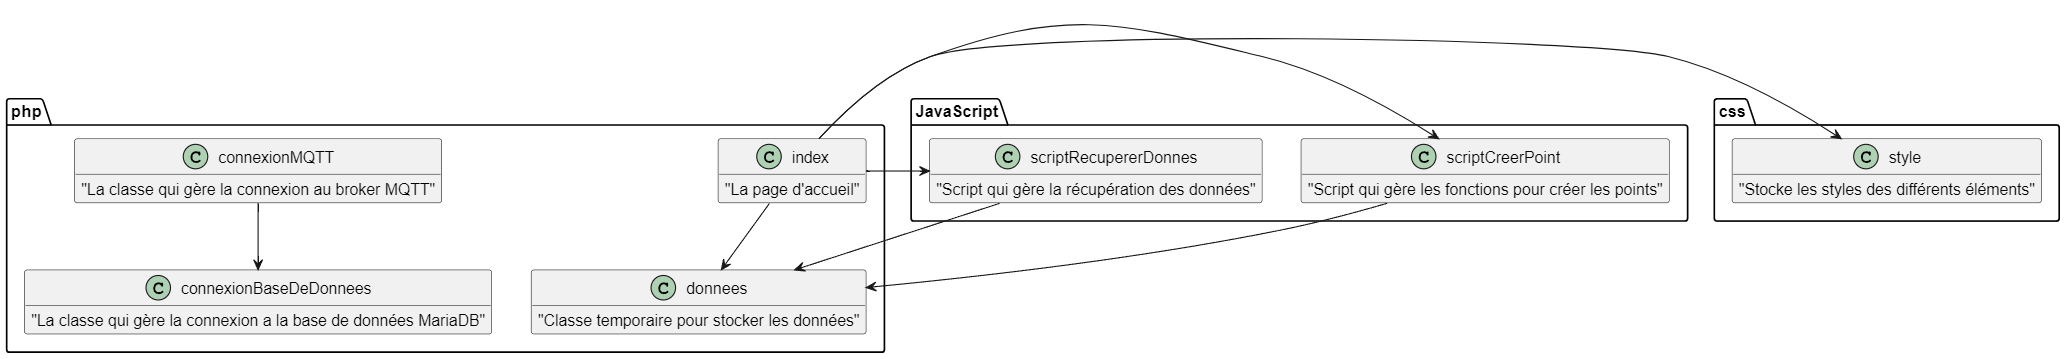 php
JavaScript
css
C connexionMQTT
"La classe qui gère la connexion au broker MQTT"
C index
"La page d'accueil"
C scriptRecupererDonnes
"Script qui gère la récupération des données"
C scriptCreerPoint
"Script qui gère les fonctions pour créer les points"
C style
"Stocke les styles des différents éléments"
C connexionBaseDeDonnees
"La classe qui gère la connexion a la base de données MariaDB"
C donnees
"Classe temporaire pour stocker les données"